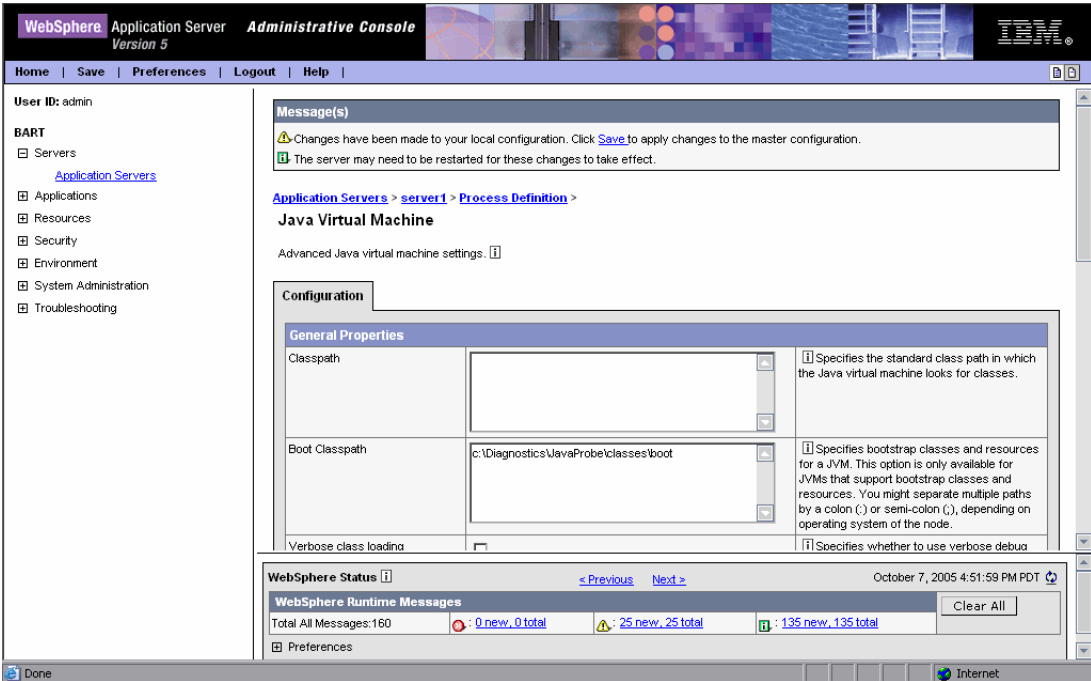 WebSphere Application Server Administrative Console
Version 5
IBM®
Home | Save | Preferences | Logout | Help |
User ID: admin
BART
Servers
Application Servers
Applications
Resources
Security
Environment
System Administration
Troubleshooting
Message(s)
Changes have been made to your local configuration. Click Save to apply changes to the master configuration.
The server may need to be restarted for these changes to take effect.
Application Servers > server1 > Process Definition >
Java Virtual Machine
Advanced Java virtual machine settings. i
Configuration
General Properties
Classpath
i Specifies the standard class path in which
the Java virtual machine looks for classes.
Boot Classpath
c:\Diagnostics\JavaProbe\classes\boot
i Specifies bootstrap classes and resources
for a JVM. This option is only available for
JVMs that support bootstrap classes and
resources. You might separate multiple paths
by a colon (:) or semi-colon (;), depending on
operating system of the node.
Verbose class loading
i Specifies whether to use verbose debug
WebSphere Status i
< Previous Next >
October 7, 2005 4:51:59 PM PDT
WebSphere Runtime Messages
Clear All
Total All Messages:160
: 0 new, 0 total
: 25 new, 25 total
: 135 new, 135 total
Preferences
Done
Internet